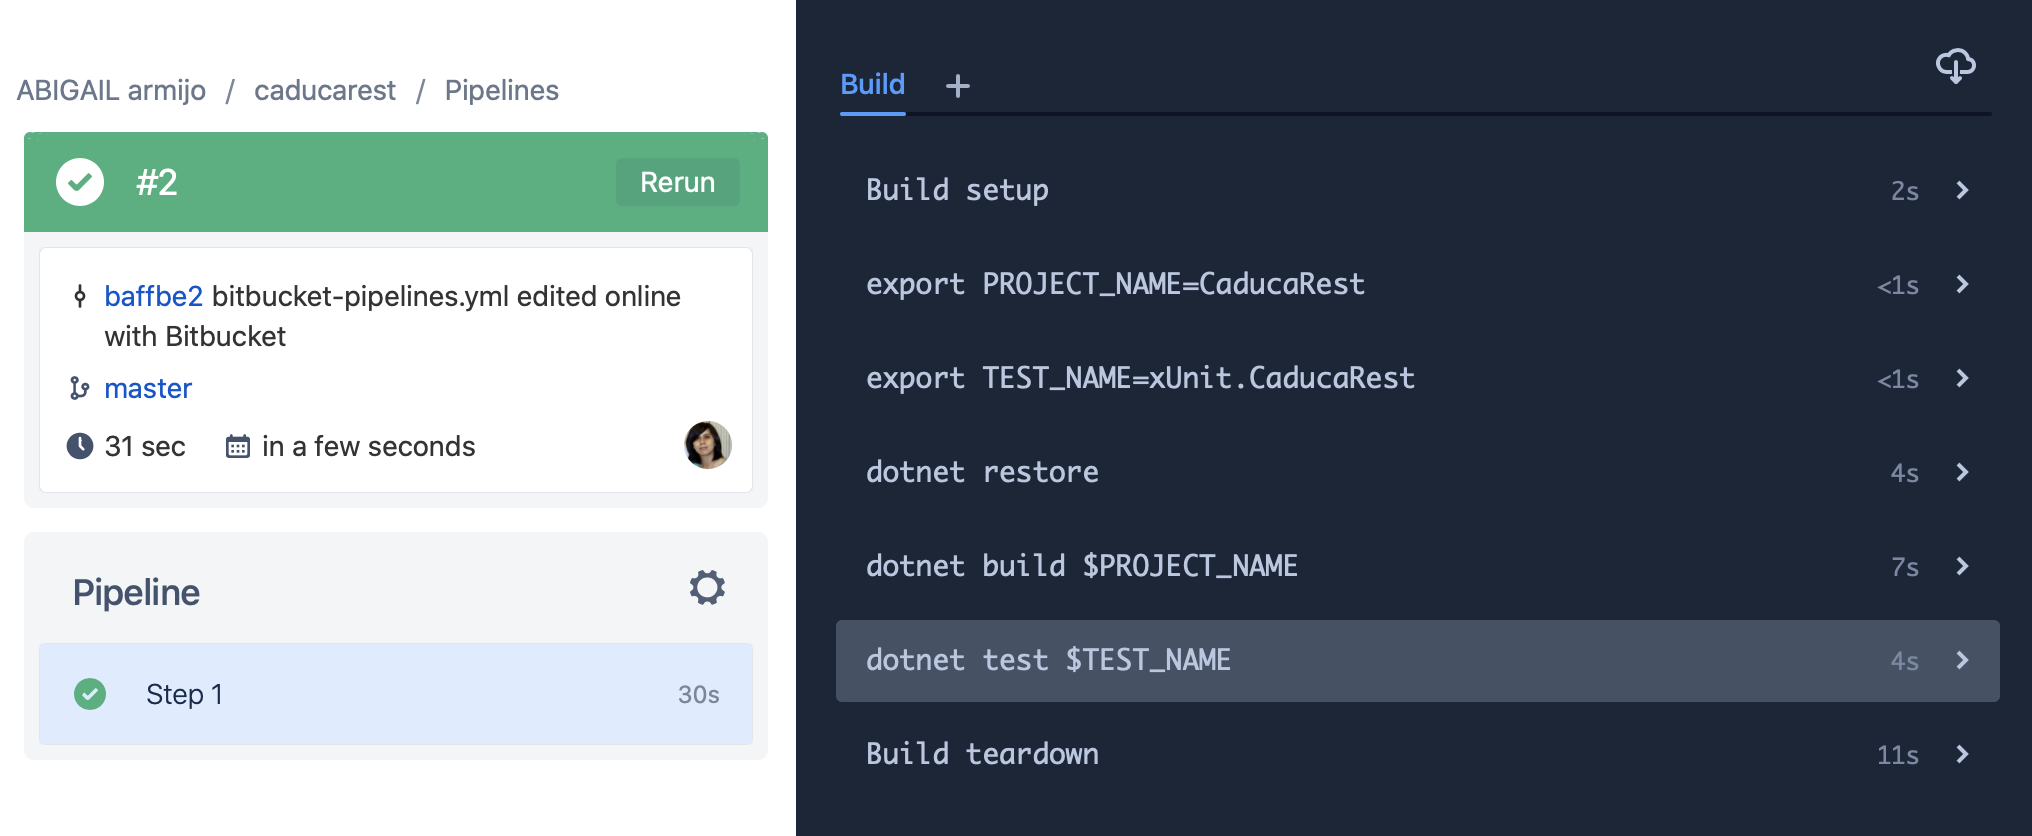 ABIGAIL armijo / caducarest / Pipelines
#2
Rerun
baffbe2 bitbucket-pipelines.yml edited online
with Bitbucket
master
31 sec in a few seconds
Pipeline
Step 1 30s
Build +
Build setup 2s
export PROJECT_NAME=CaducaRest <1s
export TEST_NAME=xUnit.CaducaRest <1s
dotnet restore 4s
dotnet build $PROJECT_NAME 7s
dotnet test $TEST_NAME 4s
Build teardown 11s